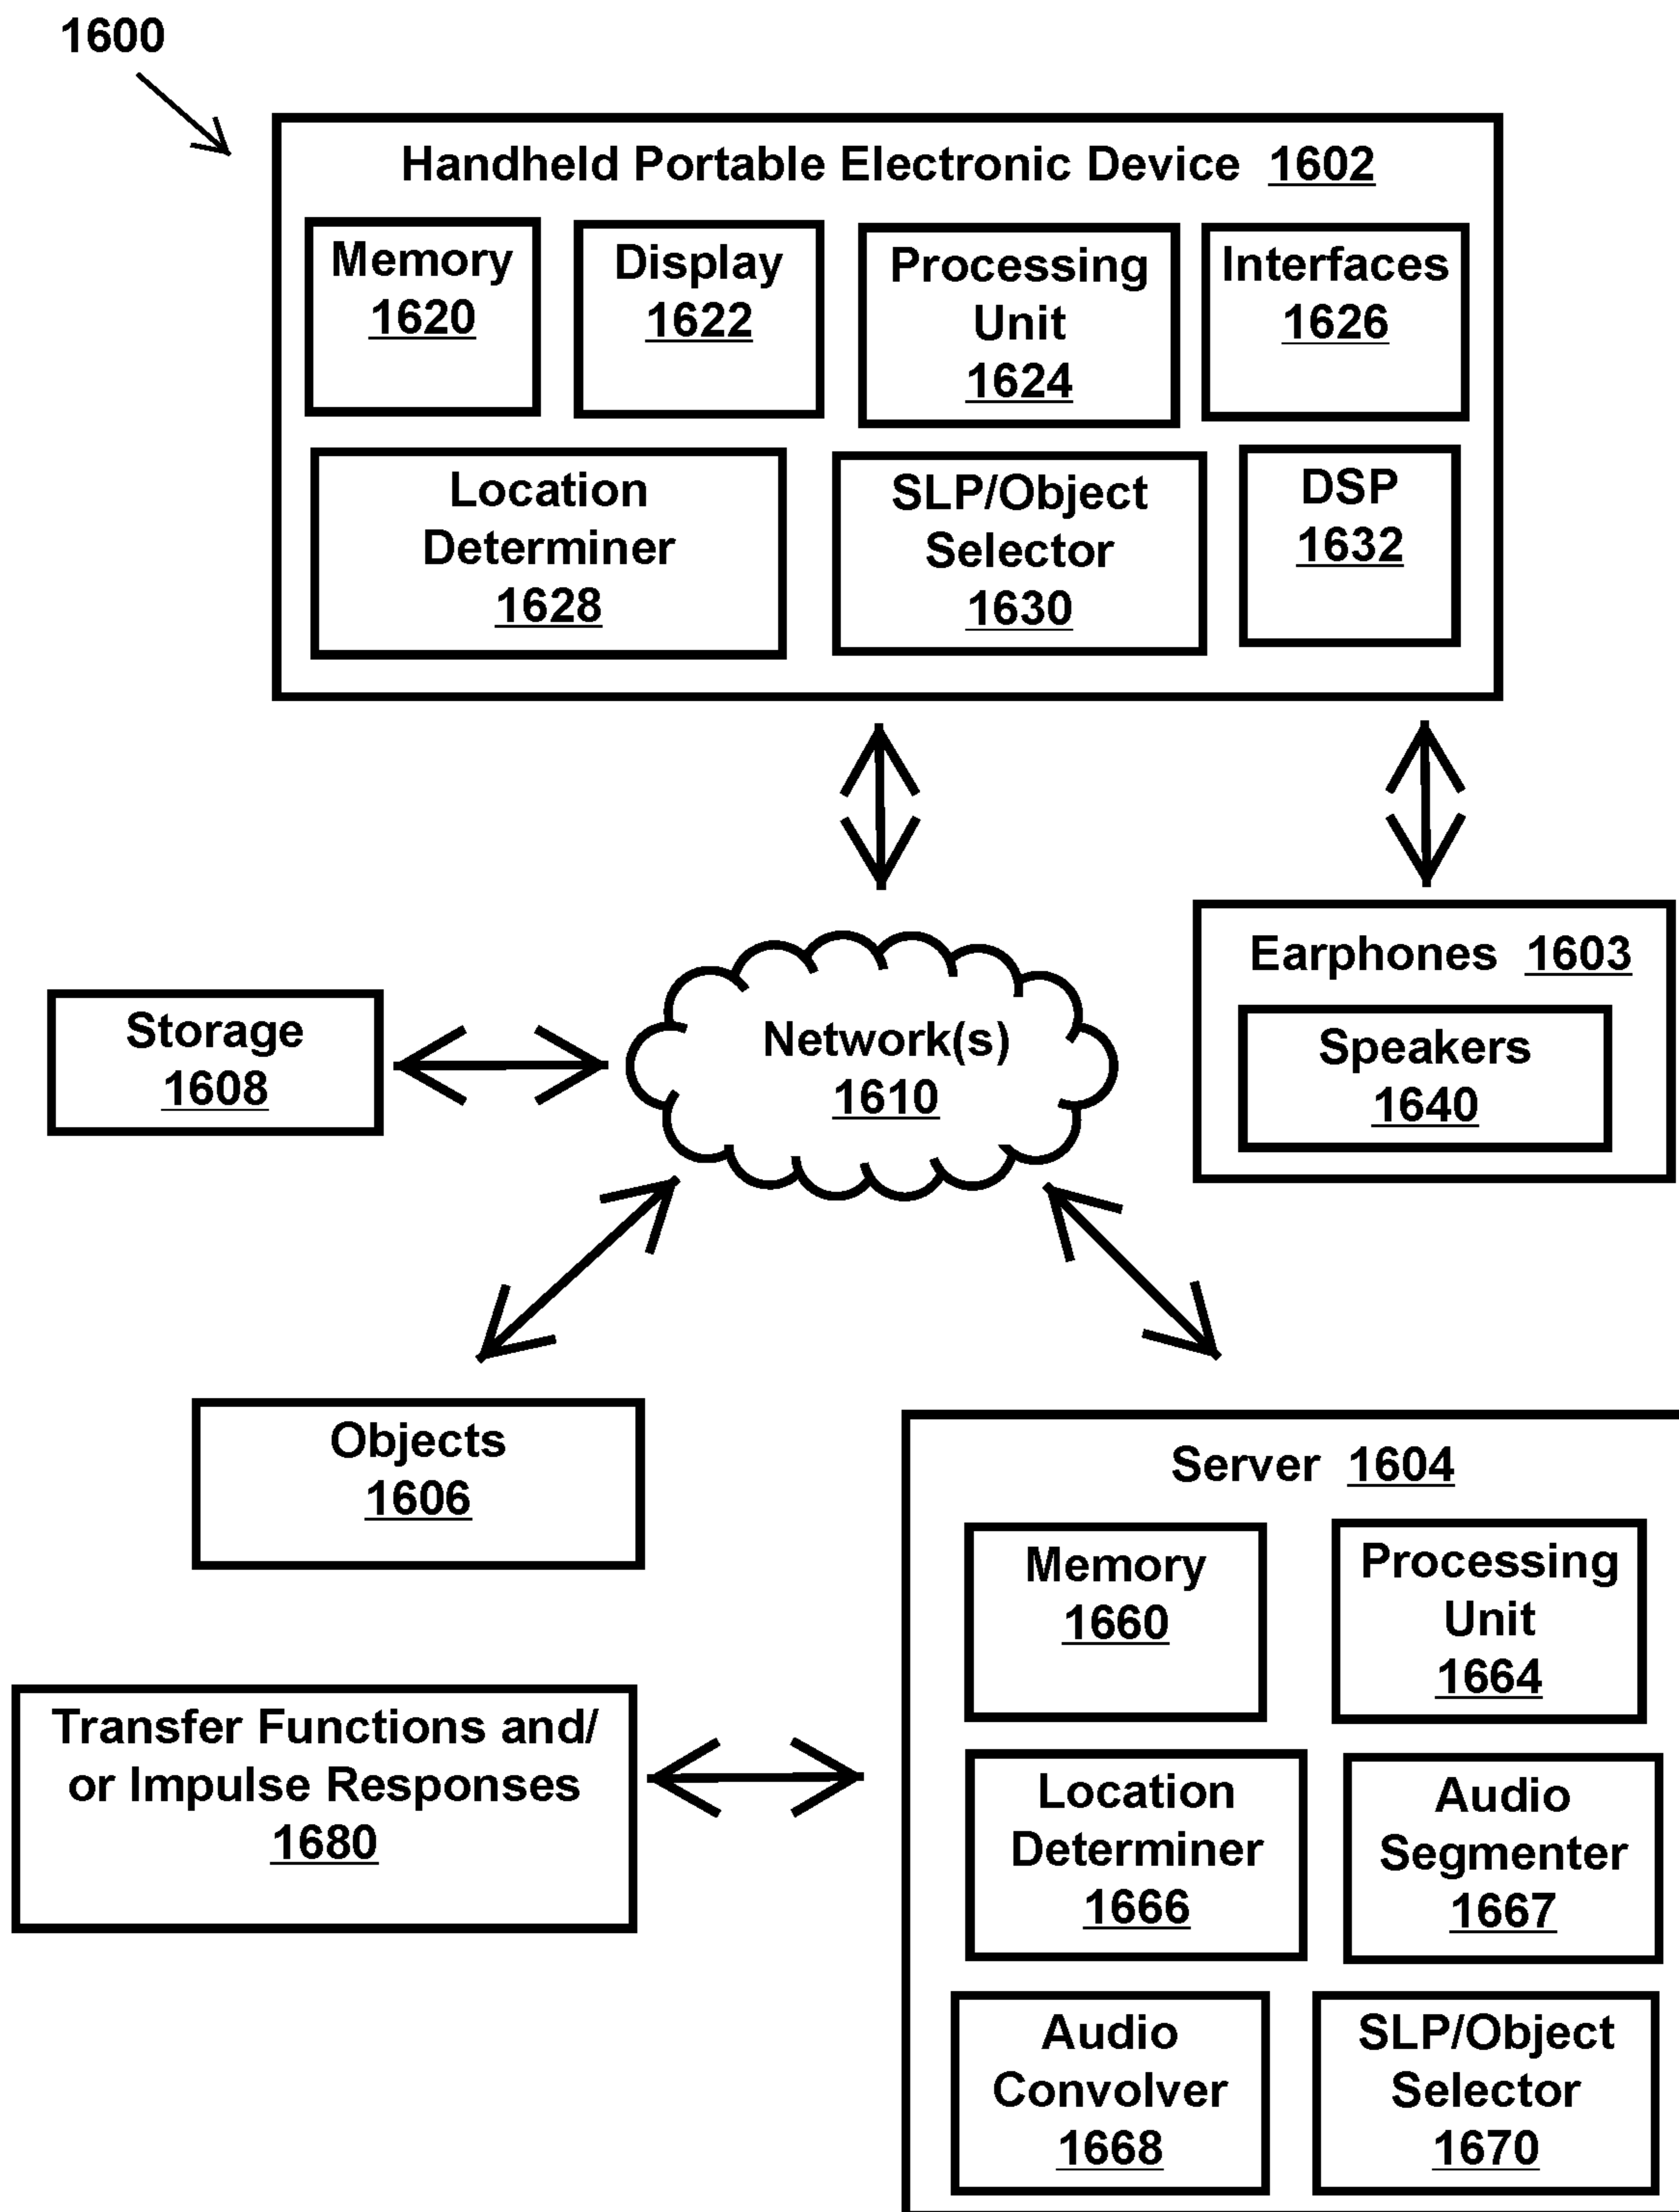 1600
Handheld Portable Electronic Device 1602
Memory
1620
Display
1622
Processing
Unit
1624
Interfaces
1626
Location
Determiner
1628
SLP/Object
Selector
1630
DSP
1632
Earphones 1603
Speakers
1640
Storage
1608
Network(s)
1610
Objects
1606
Server 1604
Memory
1660
Processing
Unit
1664
Transfer Functions and/
or Impulse Responses
1680
Location
Determiner
1666
Audio
Segmenter
1667
Audio
Convolver
1668
SLP/Object
Selector
1670